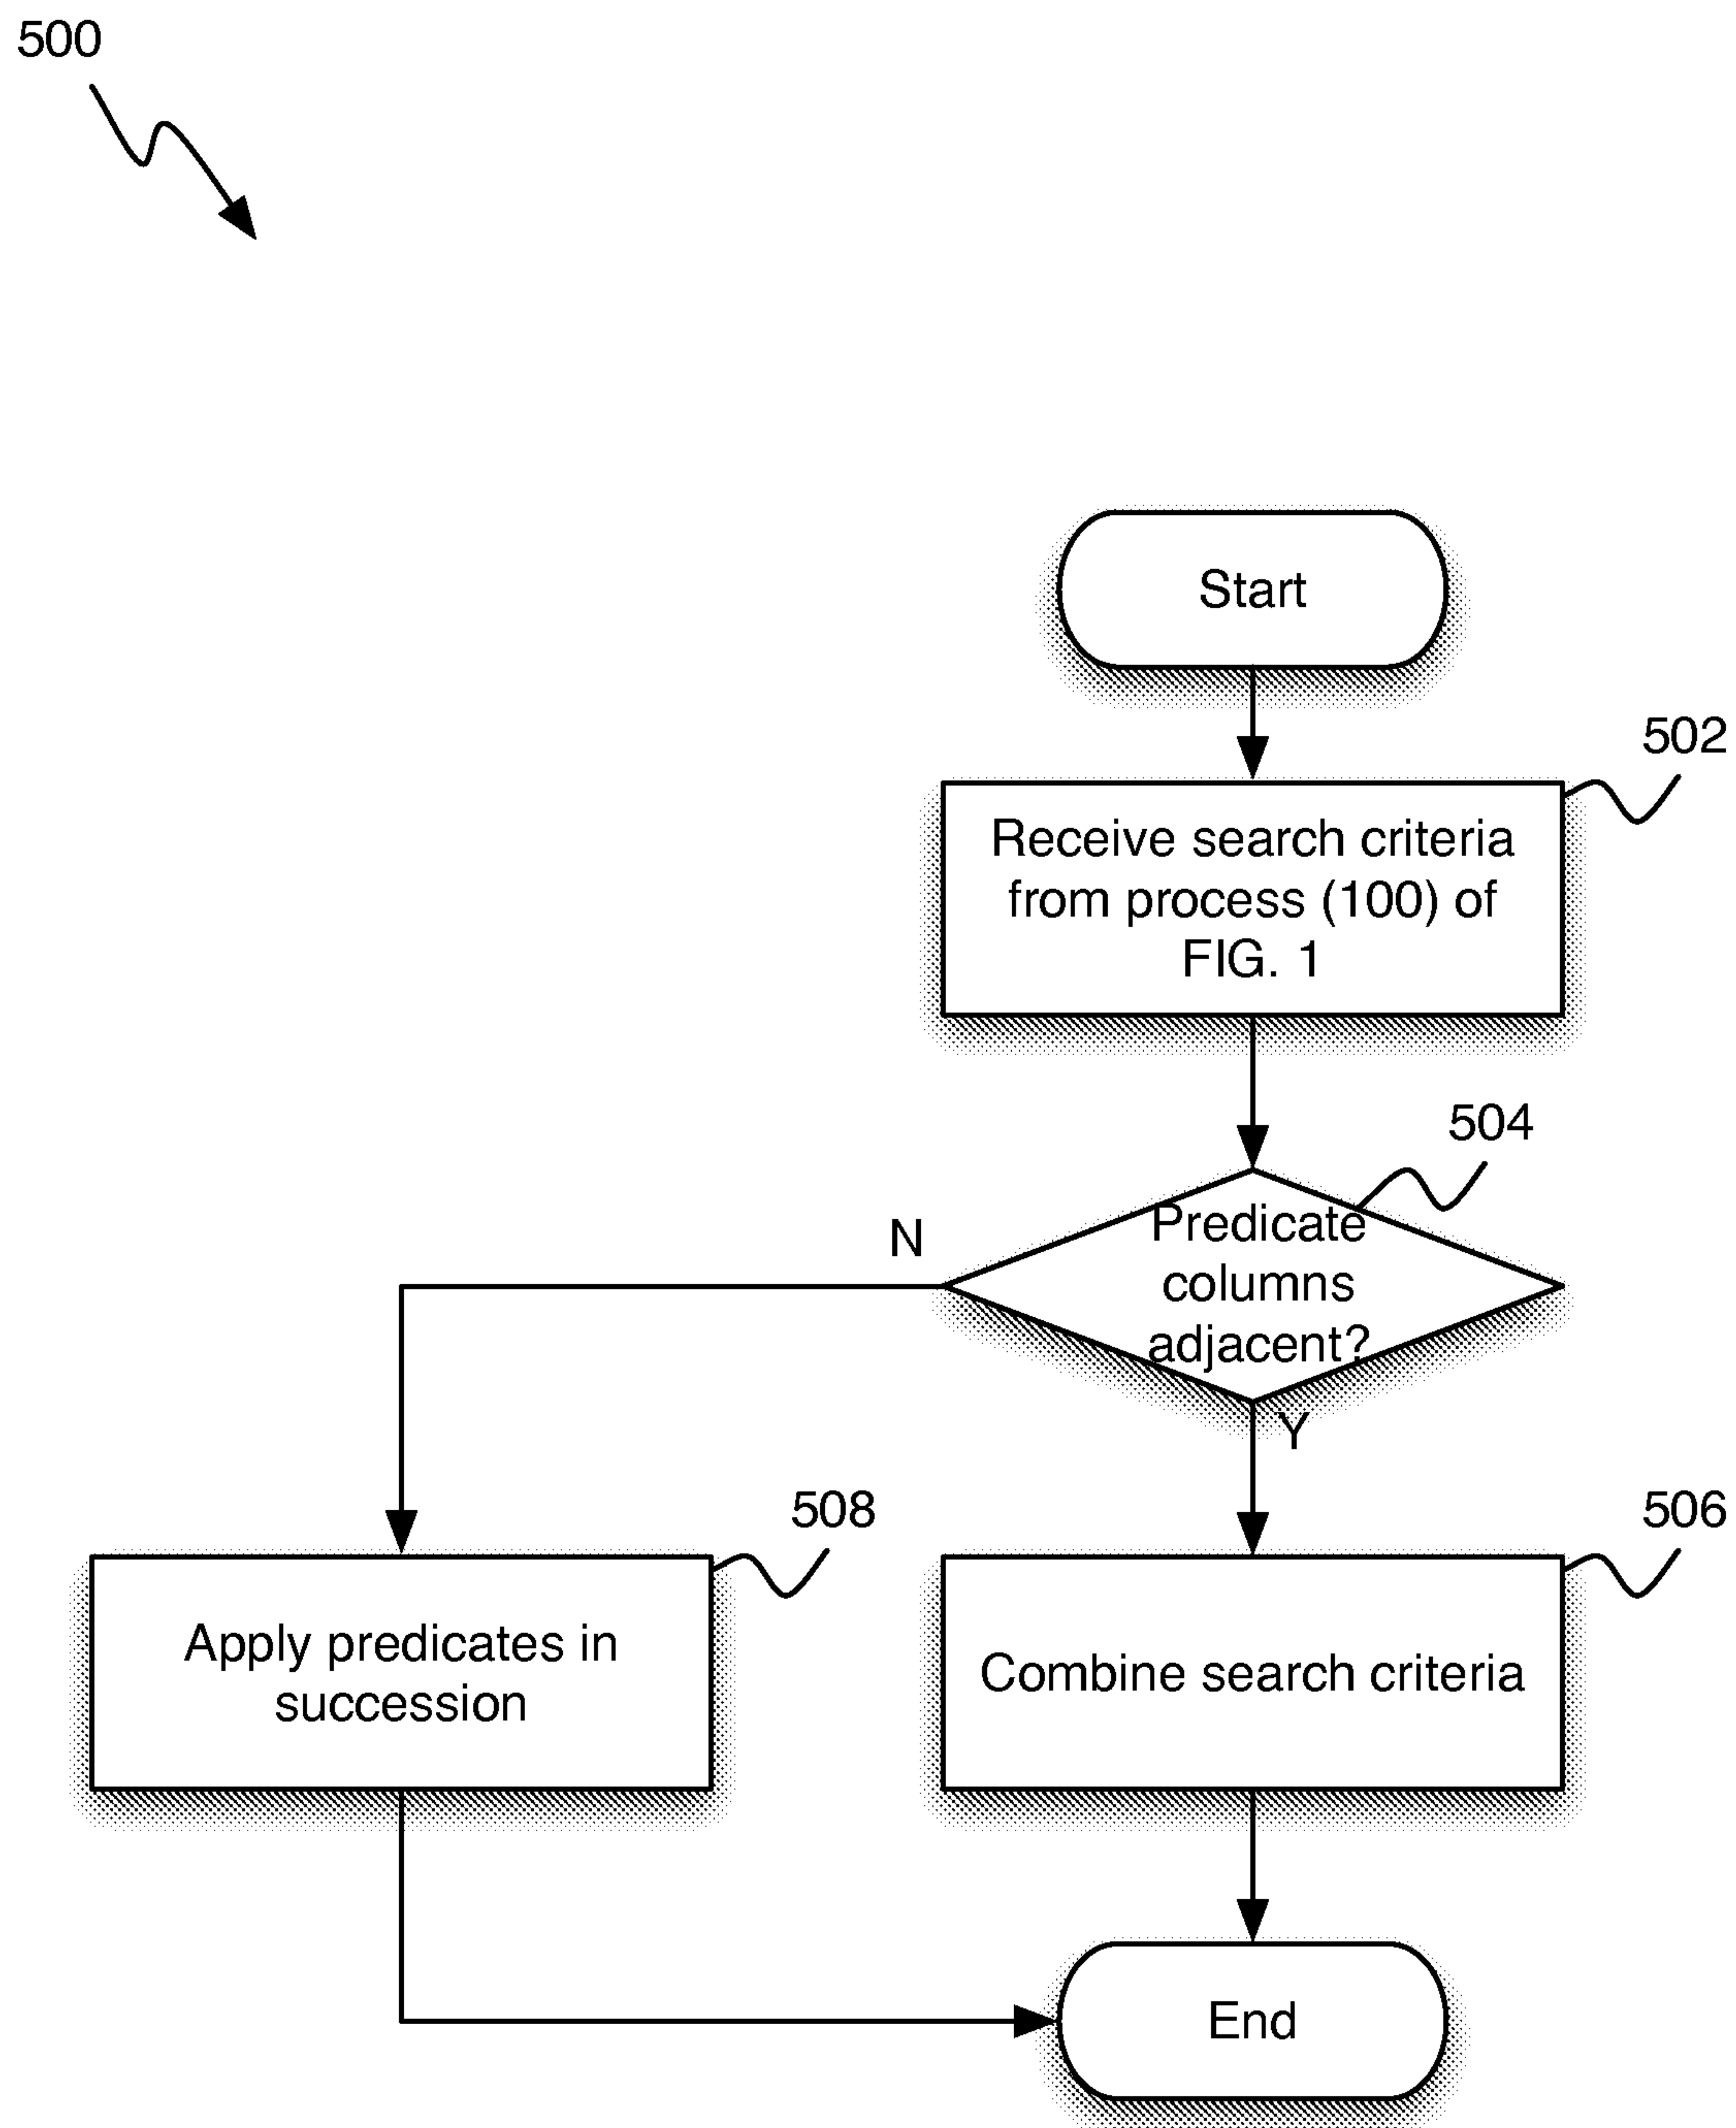 500
Start
502
Receive search criteria
from process (100) of
FIG. 1
504
Predicate
columns
adjacent?
N
Y
508
Apply predicates in
succession
506
Combine search criteria
End